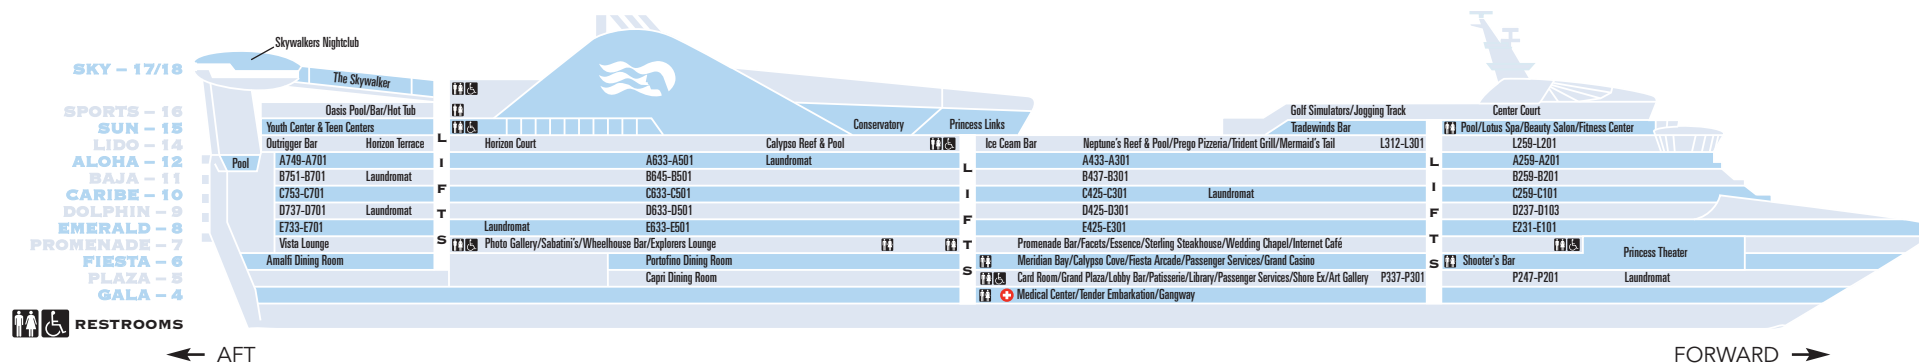 Skywalkers Nightclub
SKY – 17/18
The Skywalker
SPORTS – 16
Oasis Pool/Bar/Hot Tub
Golf Simulators/Jogging Track
Center Court
SUN – 15
Youth Center & Teen Centers
Conservatory
Princess Links
Tradewinds Bar
Pool/Lotus Spa/Beauty Salon/Fitness Center
LIDO – 14
Outrigger Bar
Horizon Terrace
Horizon Court
Calypso Reef & Pool
Ice Ceam Bar
Neptune's Reef & Pool/Prego Pizzeria/Trident Grill/Mermaid's Tail
L312-L301
L259-L201
ALOHA – 12
Pool
A749-A701
A633-A501
Laundromat
A433-A301
A259-A201
BAJA – 11
B751-B701
Laundromat
B645-B501
B437-B301
B259-B201
CARIBE – 10
C753-C701
C633-C501
C425-C301
Laundromat
C259-C101
DOLPHIN – 9
D737-D701
Laundromat
D633-D501
D425-D301
D237-D103
EMERALD – 8
E733-E701
Laundromat
E633-E501
E425-E301
E231-E101
PROMENADE – 7
Vista Lounge
Photo Gallery/Sabatini's/Wheelhouse Bar/Explorers Lounge
Promenade Bar/Facets/Essence/Sterling Steakhouse/Wedding Chapel/Internet Café
Princess Theater
FIESTA – 6
Amalfi Dining Room
Portofino Dining Room
Meridian Bay/Calypso Cove/Fiesta Arcade/Passenger Services/Grand Casino
Shooter's Bar
PLAZA – 5
Capri Dining Room
Card Room/Grand Plaza/Lobby Bar/Patisserie/Library/Passenger Services/Shore Ex/Art Gallery
P337-P301
P247-P201
Laundromat
GALA – 4
Medical Center/Tender Embarkation/Gangway
LIFTS
LIFTS
LIFTS
RESTROOMS
AFT
FORWARD